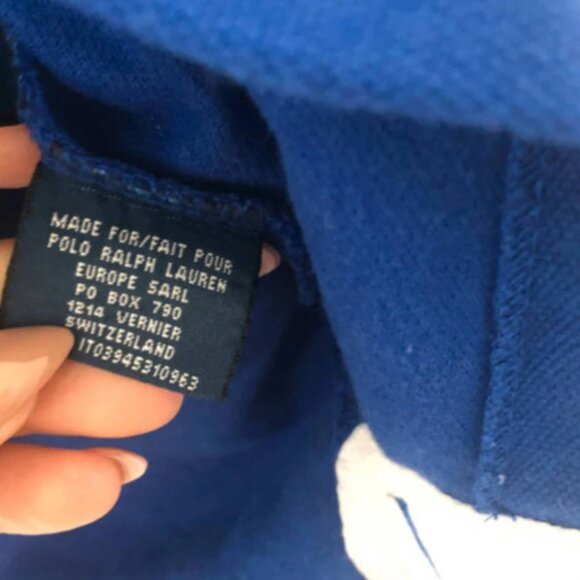 MADE FOR/FAIT POUR
POLO RALPH LAUREN
EUROPE SARL
PO BOX 790
1214 VERNIER
SWITZERLAND
IT03945310963